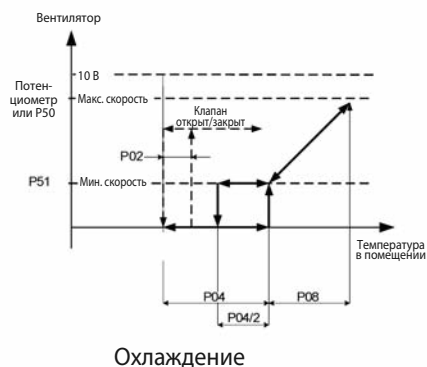 Вентилятор
10 В
Потен-
циометр
или P50
Макс. скорость
Клапан
открыт/закрыт
P02
P51
Мин. скорость
Температура
в помещении
P04
P08
P04/2
Охлаждение